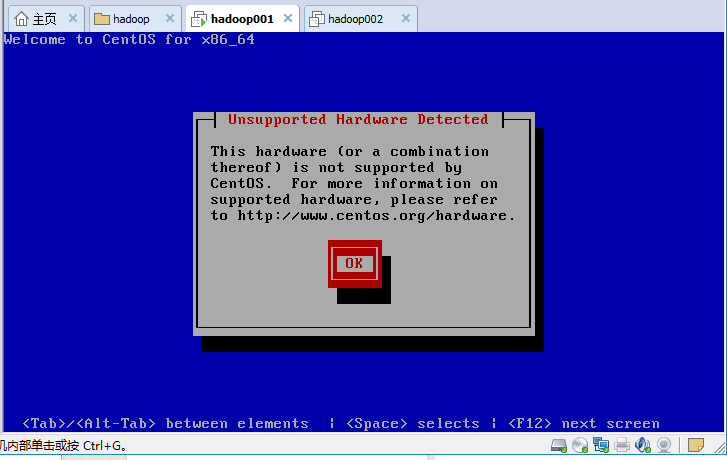 主页
hadoop
hadoop001
hadoop002
Welcome to CentOS for x86_64
Unsupported Hardware Detected
This hardware (or a combination
thereof) is not supported by
CentOS.  For more information on
supported hardware, please refer
to http://www.centos.org/hardware.
OK
<Tab>/<Alt-Tab> between elements  | <Space> selects | <F12> next screen
机内部单击或按 Ctrl+G。